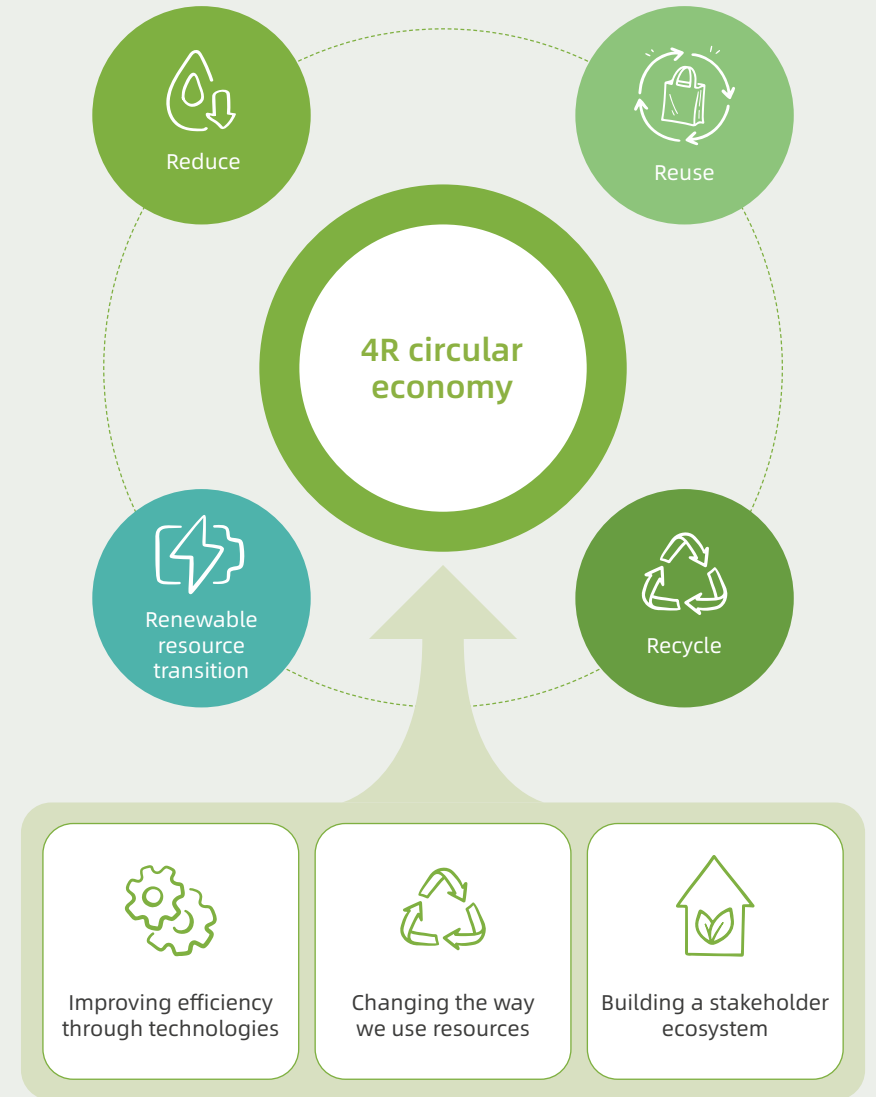 Reduce
Reuse
4R circular
economy
Renewable
resource
transition
Recycle
Improving efficiency
through technologies
Changing the way
we use resources
Building a stakeholder
ecosystem